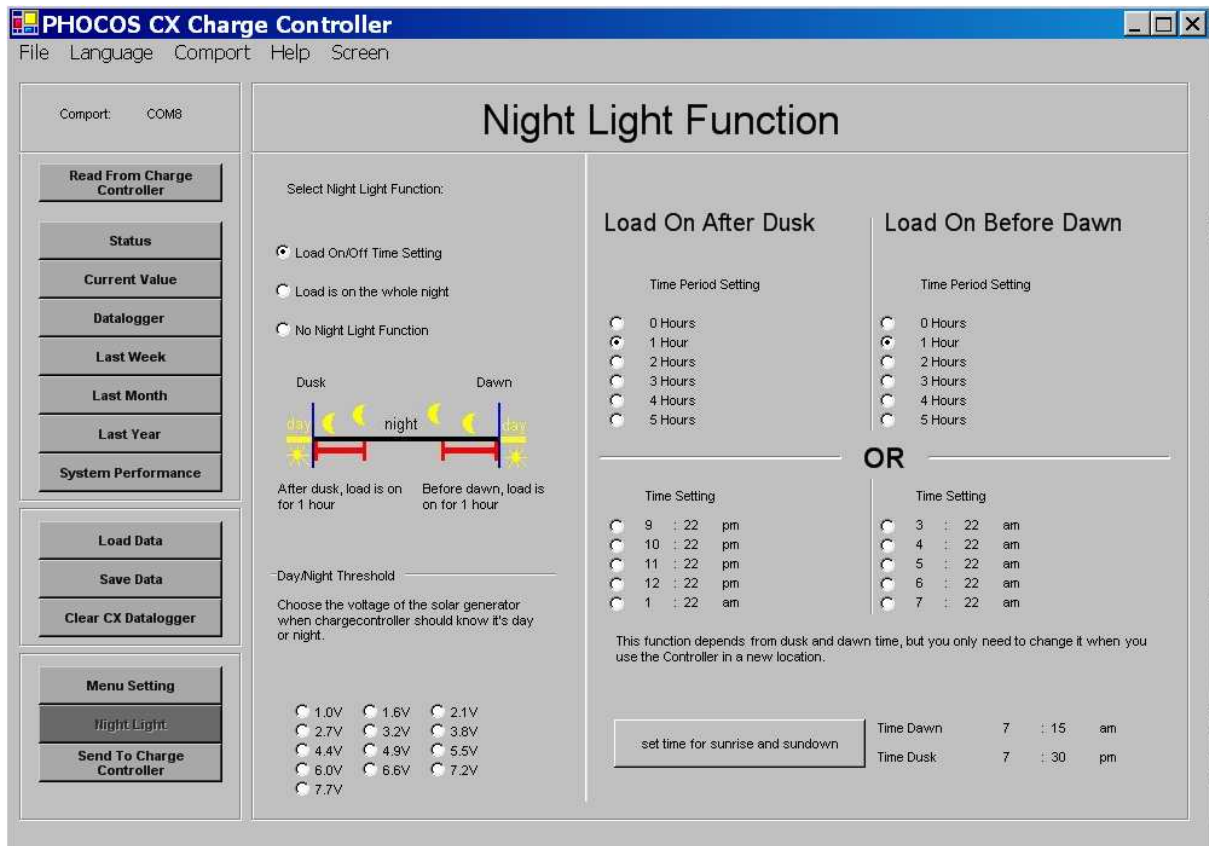 PHOCOS CX Charge Controller
File Language Comport Help Screen
Comport: COM8
Night Light Function
Read From Charge
Controller
Status
Current Value
Datalogger
Last Week
Last Month
Last Year
System Performance
Load Data
Save Data
Clear CX Datalogger
Menu Setting
Night Light
Send To Charge
Controller
Select Night Light Function:
Load On/Off Time Setting
Load is on the whole night
No Night Light Function
Dusk Dawn
day night day
After dusk, load is on
for 1 hour
Before dawn, load is
on for 1 hour
Day/Night Threshold
Choose the voltage of the solar generator
when chargecontroller should know it's day
or night.
1.0V 1.6V 2.1V
2.7V 3.2V 3.8V
4.4V 4.9V 5.5V
6.0V 6.6V 7.2V
7.7V
Load On After Dusk
Time Period Setting
0 Hours
1 Hour
2 Hours
3 Hours
4 Hours
5 Hours
Load On Before Dawn
Time Period Setting
0 Hours
1 Hour
2 Hours
3 Hours
4 Hours
5 Hours
OR
Time Setting
9 : 22 pm
10 : 22 pm
11 : 22 pm
12 : 22 pm
1 : 22 am
Time Setting
3 : 22 am
4 : 22 am
5 : 22 am
6 : 22 am
7 : 22 am
This function depends from dusk and dawn time, but you only need to change it when you
use the Controller in a new location.
set time for sunrise and sundown
Time Dawn 7 : 15 am
Time Dusk 7 : 30 pm